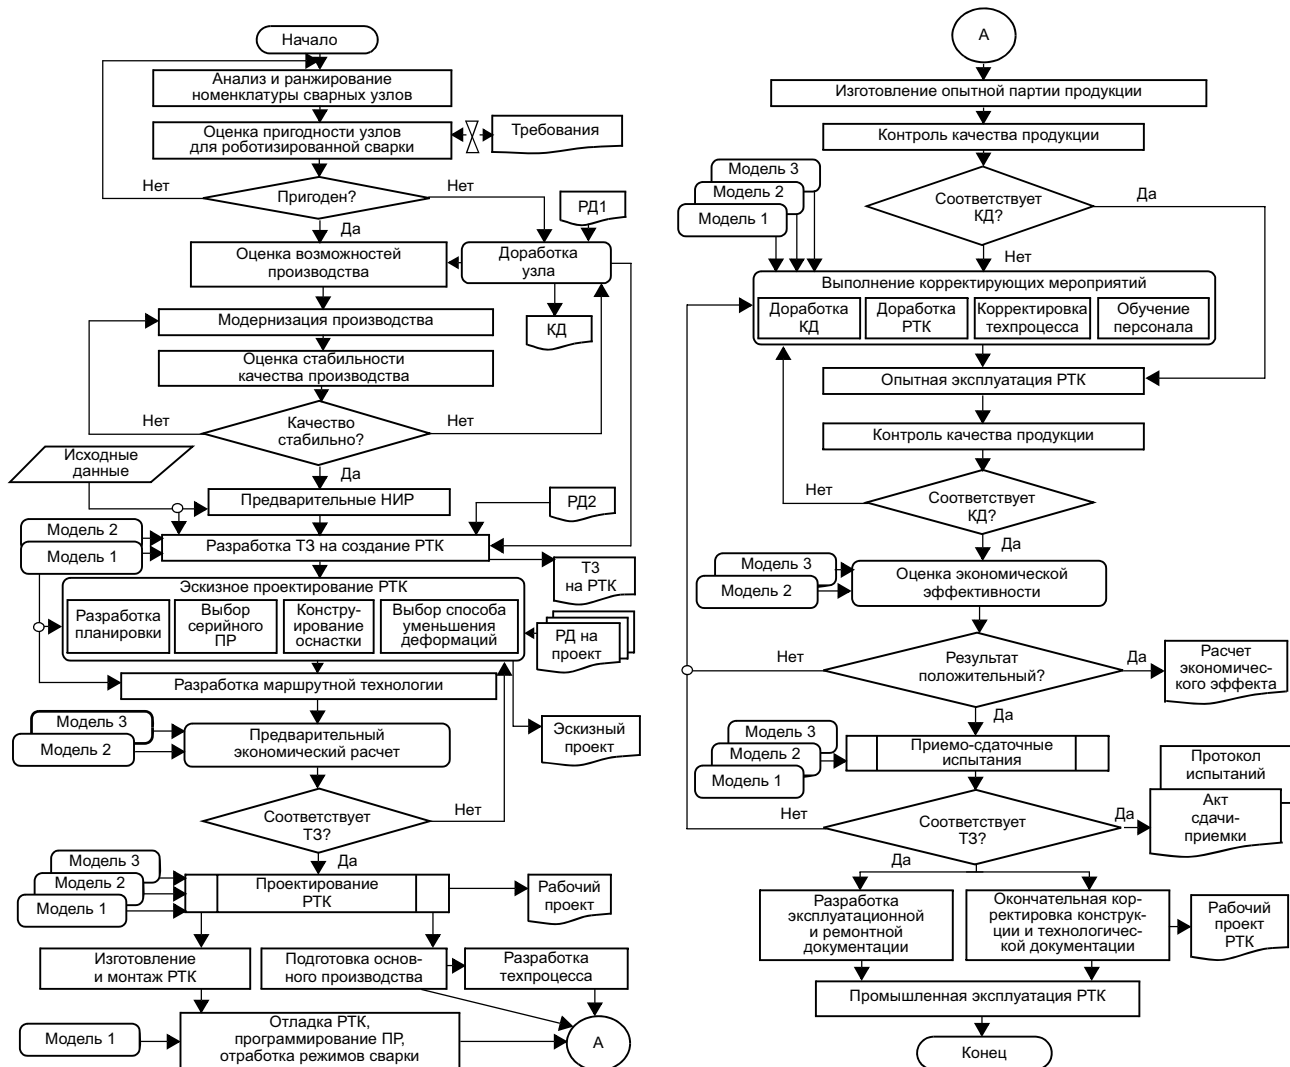 Начало
Анализ и ранжирование
номенклатуры сварных узлов
Оценка пригодности узлов
для роботизированной сварки
Требования
Нет
Пригоден?
Нет
РД1
Да
Оценка возможностей
производства
Доработка
узла
Модернизация производства
КД
Оценка стабильности
качества производства
Нет
Качество
стабильно?
Нет
Исходные
данные
Да
Предварительные НИР
РД2
Модель 2
Модель 1
Разработка ТЗ на создание РТК
ТЗ
на РТК
Эскизное проектирование РТК
Разработка
планировки
Выбор
серийного
ПР
Констру-
ирование
оснастки
Выбор способа
уменьшения
деформаций
РД на
проект
Разработка маршрутной технологии
Модель 3
Модель 2
Предварительный
экономический расчет
Эскизный
проект
Соответствует
ТЗ?
Нет
Да
Модель 3
Модель 2
Модель 1
Проектирование
РТК
Рабочий
проект
Изготовление
и монтаж РТК
Подготовка основ-
ного производства
Разработка
техпроцесса
Модель 1
Отладка РТК,
программирование ПР,
отработка режимов сварки
А
А
Изготовление опытной партии продукции
Контроль качества продукции
Модель 3
Модель 2
Модель 1
Соответствует
КД?
Да
Нет
Выполнение корректирующих мероприятий
Доработка
КД
Доработка
РТК
Корректировка
техпроцесса
Обучение
персонала
Опытная эксплуатация РТК
Контроль качества продукции
Нет
Соответствует
КД?
Да
Модель 3
Модель 2
Оценка экономической
эффективности
Нет
Результат
положительный?
Да
Расчет
экономичес-
кого эффекта
Да
Модель 3
Модель 2
Модель 1
Приемо-сдаточные
испытания
Протокол
испытаний
Нет
Соответствует
ТЗ?
Да
Акт
сдачи-
приемки
Да
Разработка
эксплуатационной
и ремонтной
документации
Окончательная кор-
ректировка конструк-
ции и технологичес-
кой документации
Рабочий
проект
РТК
Промышленная эксплуатация РТК
Конец